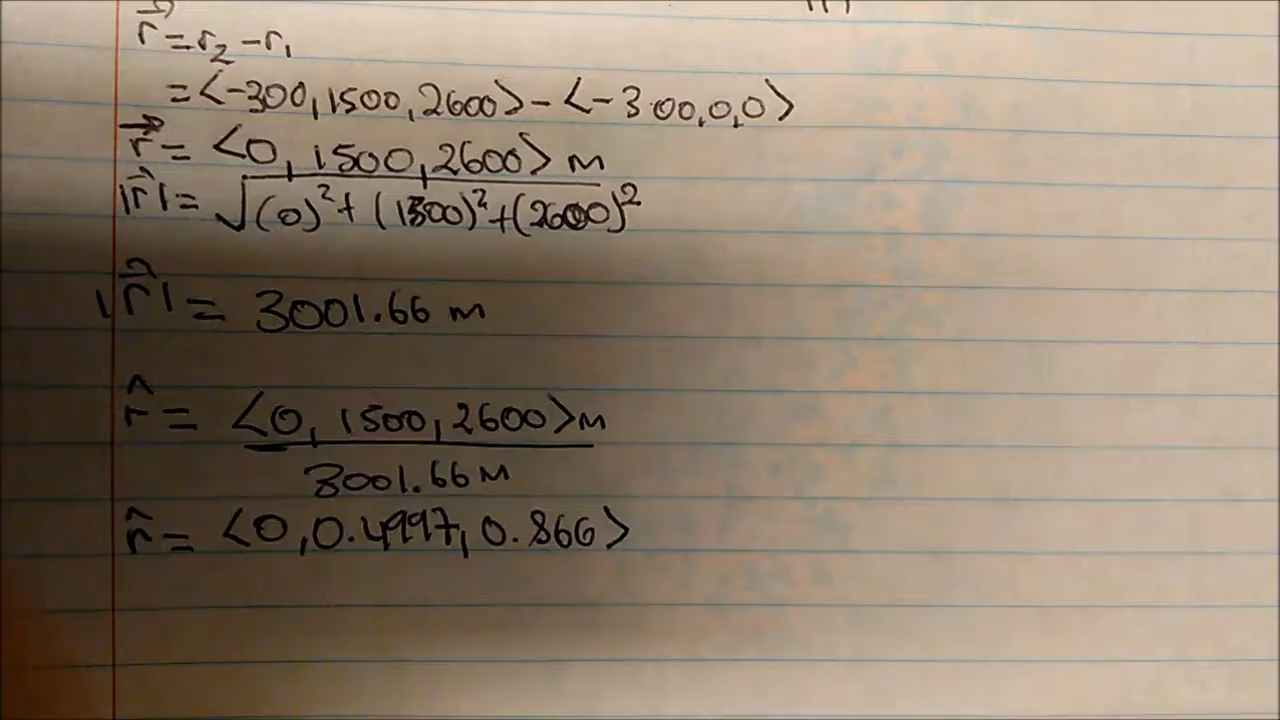 r⃗ = r₂ - r₁
= <-300, 1500, 2600> - <-300, 0, 0>
r⃗ = <0, 1500, 2600> m
|r⃗| = √(0)² + (1500)² + (2600)²
|r⃗| = 3001.66 m
r̂ = <0, 1500, 2600> m
3001.66 m
r̂ = <0, 0.4997, 0.866>